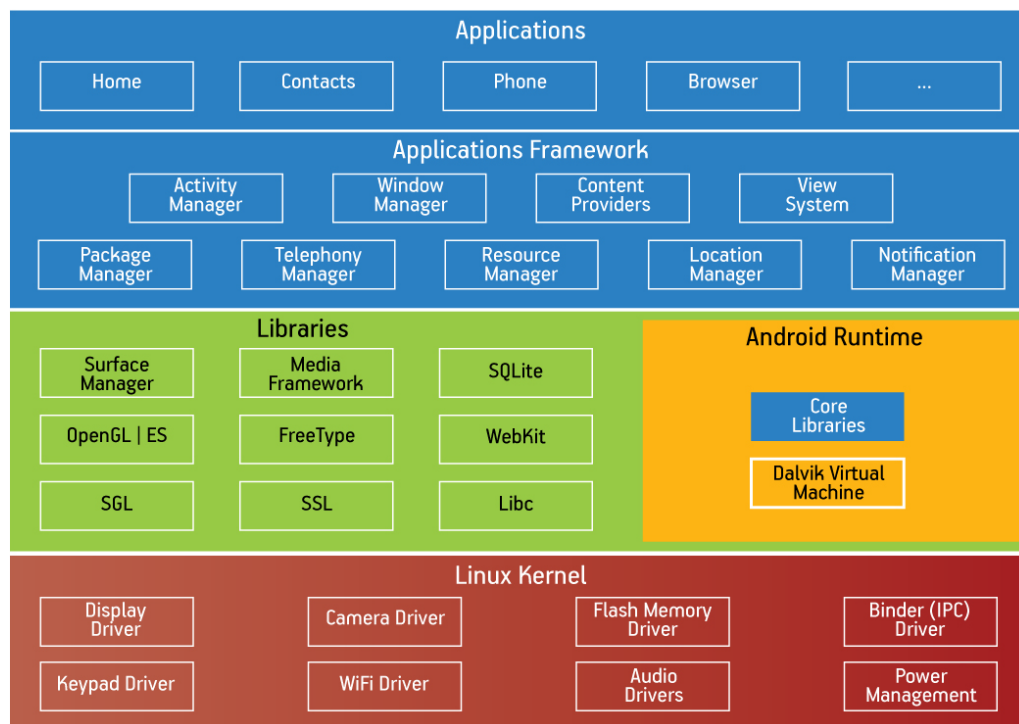 Applications
Home
Contacts
Phone
Browser
...
Applications Framework
Activity
Manager
Window
Manager
Content
Providers
View
System
Package
Manager
Telephony
Manager
Resource
Manager
Location
Manager
Notification
Manager
Libraries
Surface
Manager
Media
Framework
SQLite
OpenGL | ES
FreeType
WebKit
SGL
SSL
Libc
Android Runtime
Core
Libraries
Dalvik Virtual
Machine
Linux Kernel
Display
Driver
Camera Driver
Flash Memory
Driver
Binder (IPC)
Driver
Keypad Driver
WiFi Driver
Audio
Drivers
Power
Management